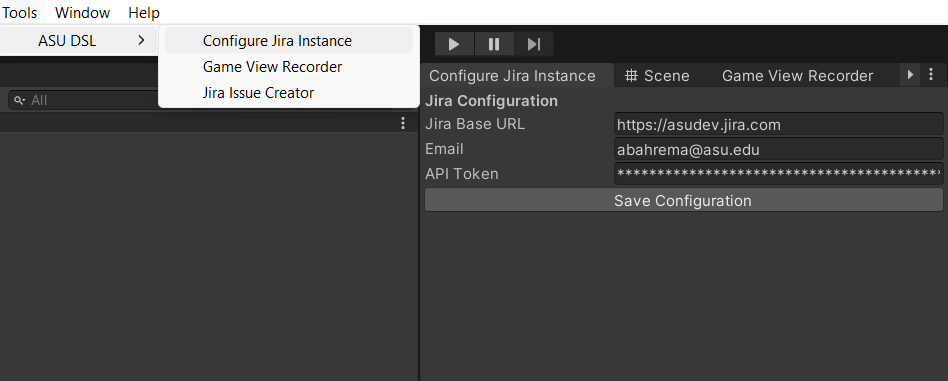 Tools Window Help
ASU DSL
Configure Jira Instance
Game View Recorder
Jira Issue Creator
All
Configure Jira Instance Scene Game View Recorder
Jira Configuration
Jira Base URL https://asudev.jira.com
Email abahrema@asu.edu
API Token *****************************************
Save Configuration